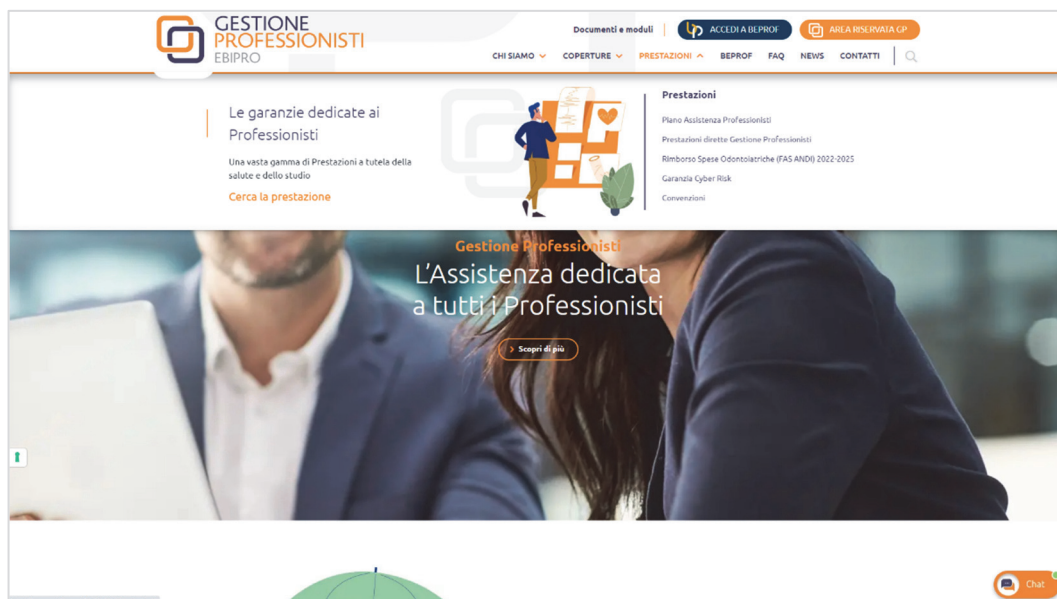 GESTIONE
PROFESSIONISTI
EBIPRO
Documenti e moduli
ACCEDI A BEPROF
AREA RISERVATA GP
CHI SIAMO
COPERTURE
PRESTAZIONI
BEPROF
FAQ
NEWS
CONTATTI
Le garanzie dedicate ai
Professionisti
Una vasta gamma di Prestazioni a tutela della
salute e dello studio
Cerca la prestazione
Prestazioni
Piano Assistenza Professionisti
Prestazioni dirette Gestione Professionisti
Rimborso Spese Odontoiatriche (FAS ANDI) 2022-2025
Garanzia Cyber Risk
Convenzioni
Gestione Professionisti
L'Assistenza dedicata
a tutti i Professionisti
Scopri di più
Chat